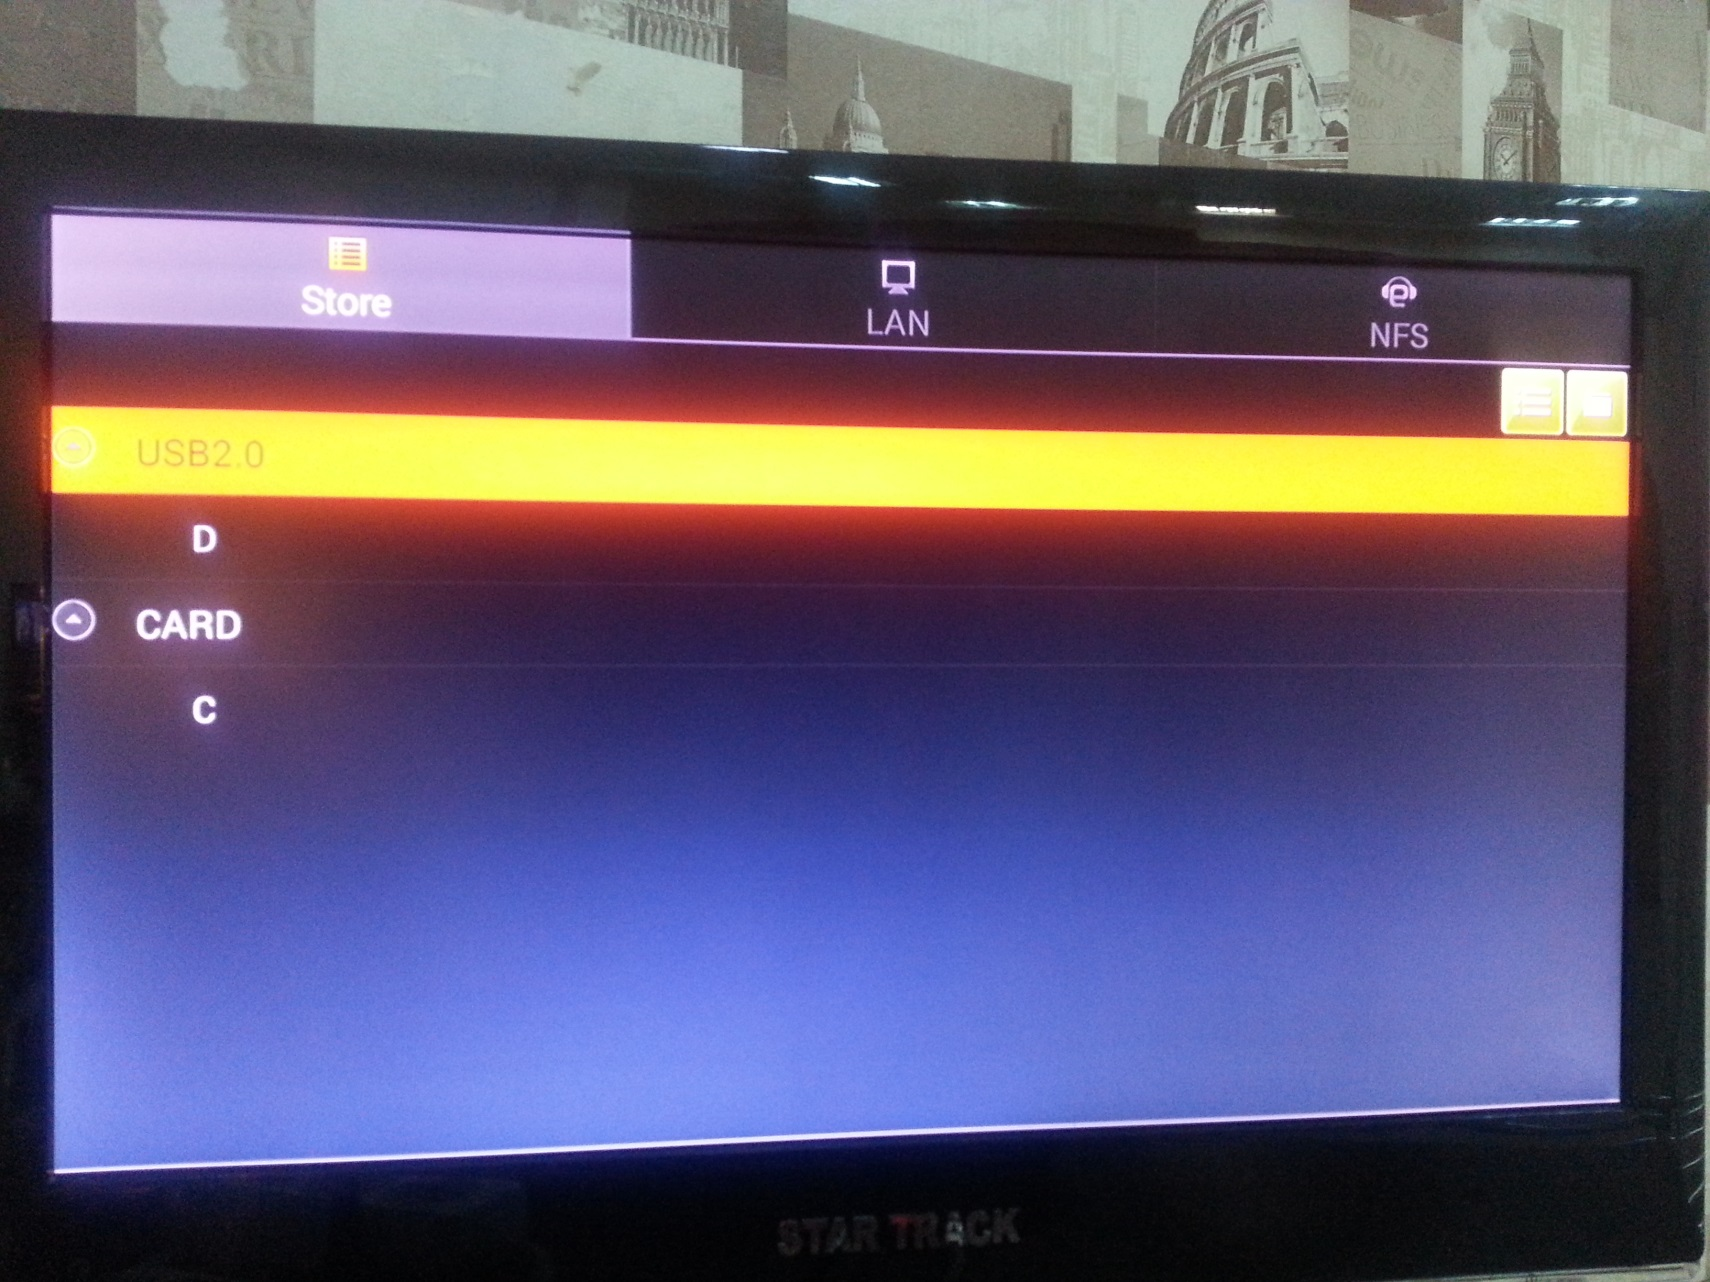 Store
LAN
NFS
USB2.0
D
CARD
C
STAR TRACK